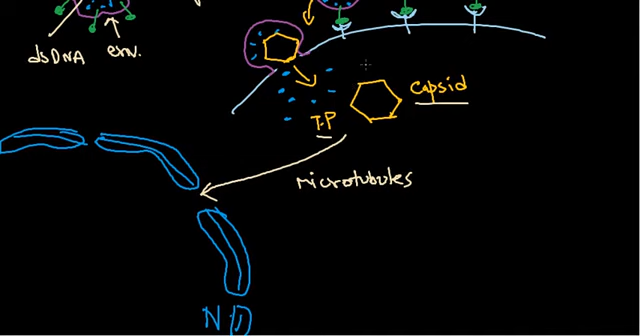 dsDNA env.
Capsid
T.P
microtubules
N